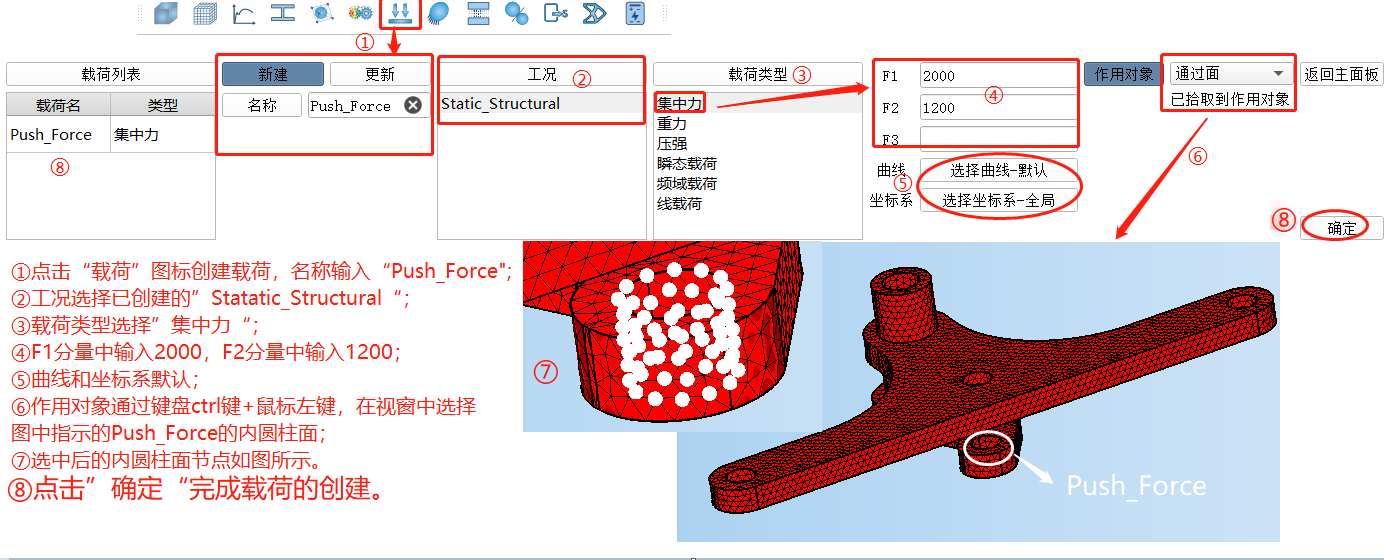 ①
载荷列表
新建
更新
工况
②
载荷类型
③
F1
2000
作用对象
通过面
返回主面板
载荷名
类型
名称
Push_Force
Static_Structural
集中力
④
F2
1200
已拾取到作用对象
Push_Force
集中力
重力
F3
压强
⑧
瞬态载荷
曲线
选择曲线-默认
⑥
频域载荷
⑤
线载荷
坐标系
选择坐标系-全局
⑧
确定
①点击“载荷”图标创建载荷，名称输入“Push_Force";
②工况选择已创建的”Statatic_Structural“；
③载荷类型选择”集中力“；
④F1分量中输入2000，F2分量中输入1200；
⑤曲线和坐标系默认；
⑥作用对象通过键盘ctrl键+鼠标左键，在视窗中选择
图中指示的Push_Force的内圆柱面；
⑦选中后的内圆柱面节点如图所示。
⑧点击”确定“完成载荷的创建。
⑦
Push_Force